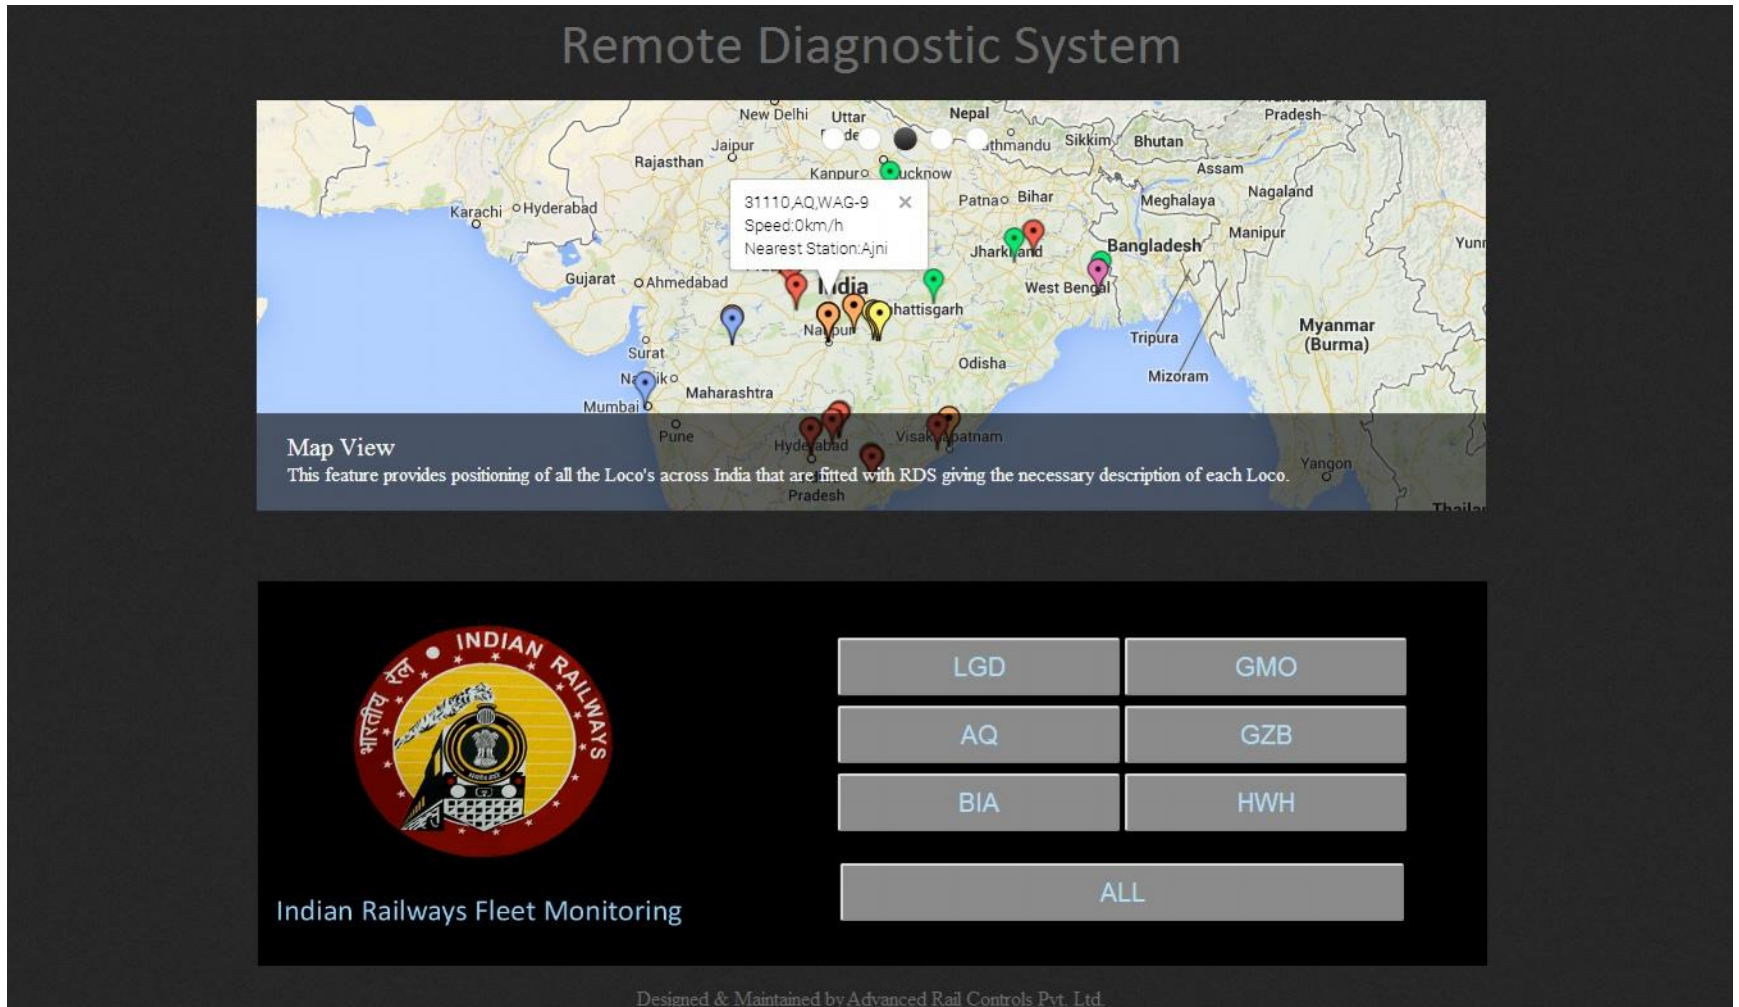 Remote Diagnostic System
New Delhi
Uttar
Nepal
Pradesh
Jaipur
Rajasthan
Sikkim
Bhutan
Assam
Kanpur
Patna
Bihar
Meghalaya
Nagaland
Karachi
Hyderabad
31110,AQ,WAG-9
Speed:0km/h
Nearest Station:Ajni
Manipur
Jharkhand
Bangladesh
Gujarat
Ahmedabad
India
West Bengal
Nagpur
Tripura
Myanmar
(Burma)
Surat
Odisha
Mizoram
Maharashtra
Mumbai
Pune
Hyderabad
Visakhapatnam
Yangon
Map View
This feature provides positioning of all the Loco's across India that are fitted with RDS giving the necessary description of each Loco.
Pradesh
भारतीय रेल
INDIAN RAILWAYS
LGD
GMO
AQ
GZB
BIA
HWH
ALL
Indian Railways Fleet Monitoring
Designed & Maintained by Advanced Rail Controls Pvt. Ltd.